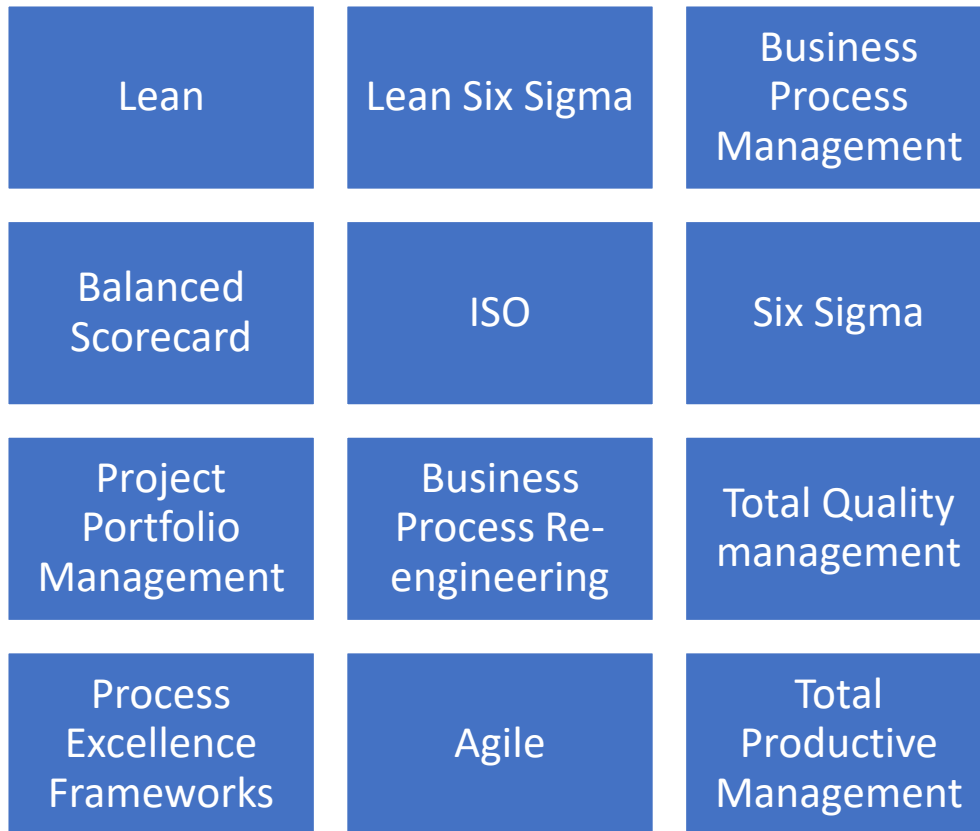 Lean
Lean Six Sigma
Business
Process
Management
Balanced
Scorecard
ISO
Six Sigma
Project
Portfolio
Management
Business
Process Re-
engineering
Total Quality
management
Process
Excellence
Frameworks
Agile
Total
Productive
Management